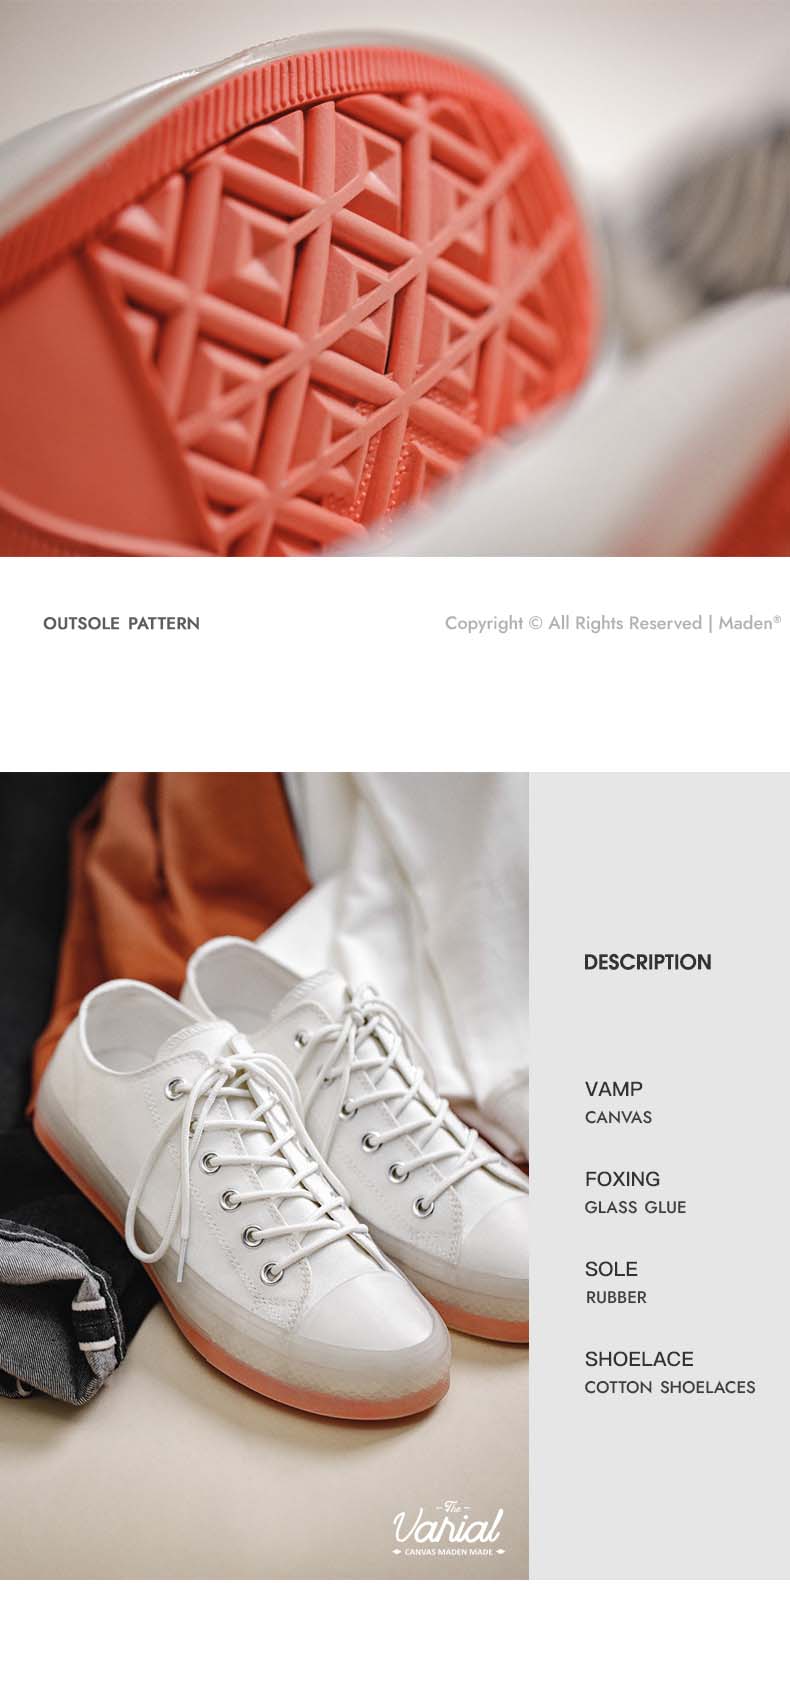 OUTSOLE PATTERN
Copyright © All Rights Reserved | Maden®
DESCRIPTION
VAMP
CANVAS
FOXING
GLASS GLUE
SOLE
RUBBER
SHOELACE
COTTON SHOELACES
The
Varial
CANVAS MADEN MADE